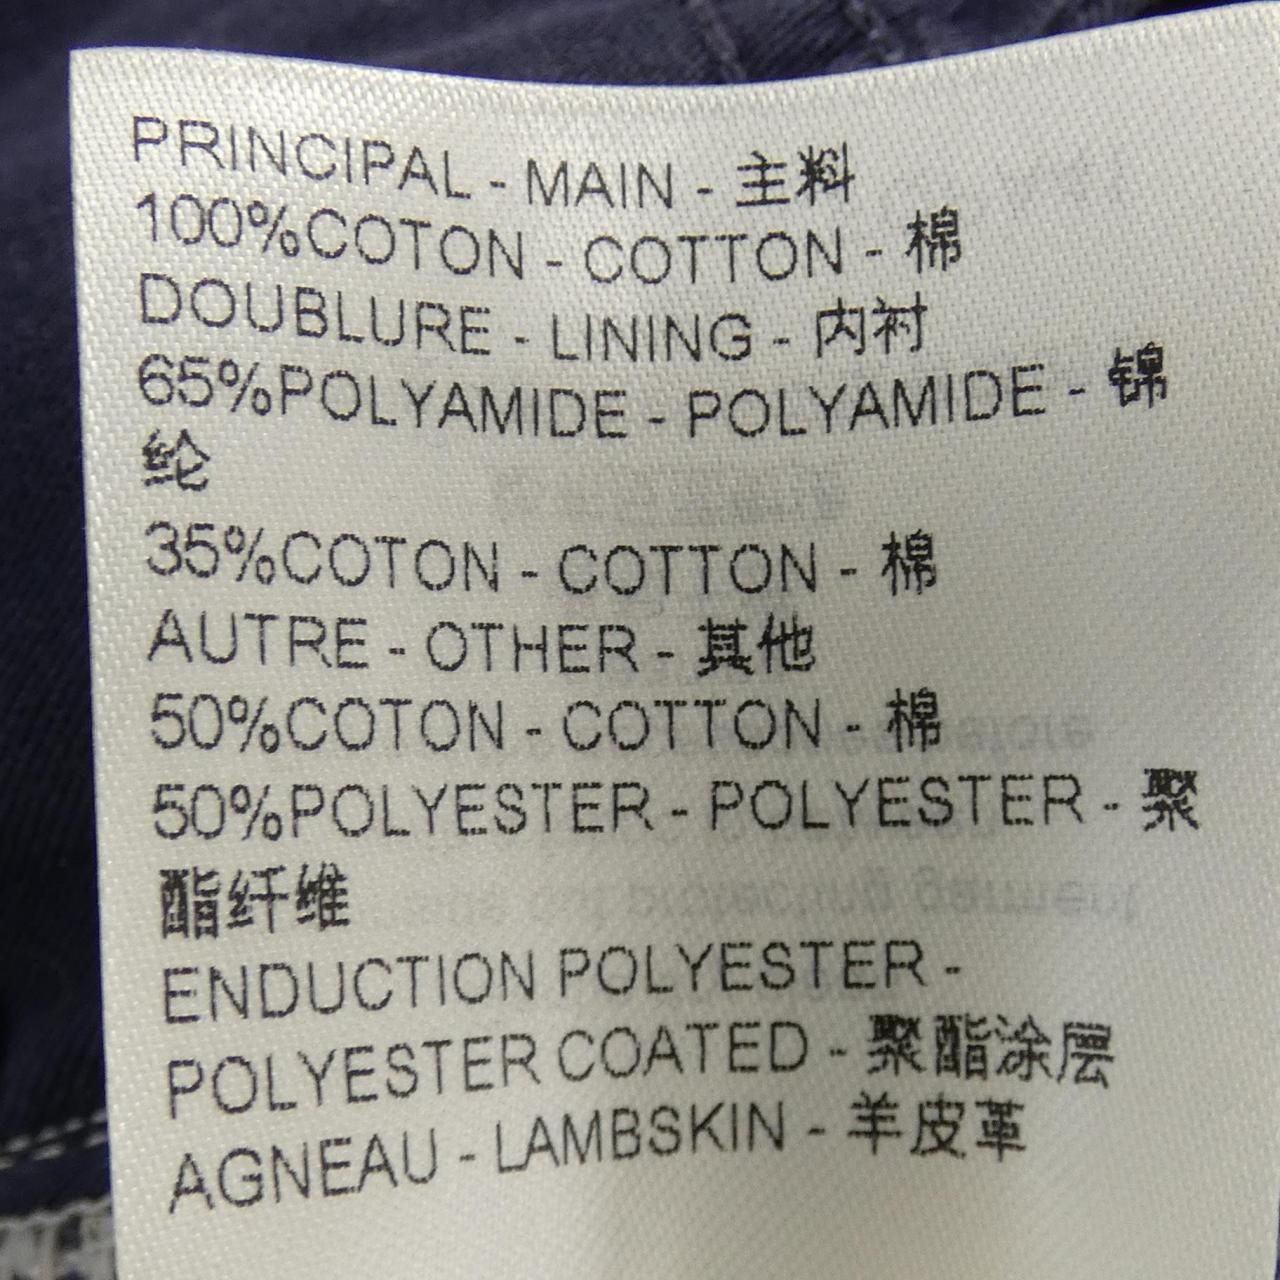 PRINCIPAL - MAIN - 主料
100%COTON - COTTON - 棉
DOUBLURE - LINING - 内衬
65%POLYAMIDE - POLYAMIDE - 锦
纶
35%COTON - COTTON - 棉
AUTRE - OTHER - 其他
50%COTON - COTTON - 棉
50%POLYESTER - POLYESTER - 聚
酯纤维
ENDUCTION POLYESTER -
POLYESTER COATED - 聚酯涂层
AGNEAU - LAMBSKIN - 羊皮革